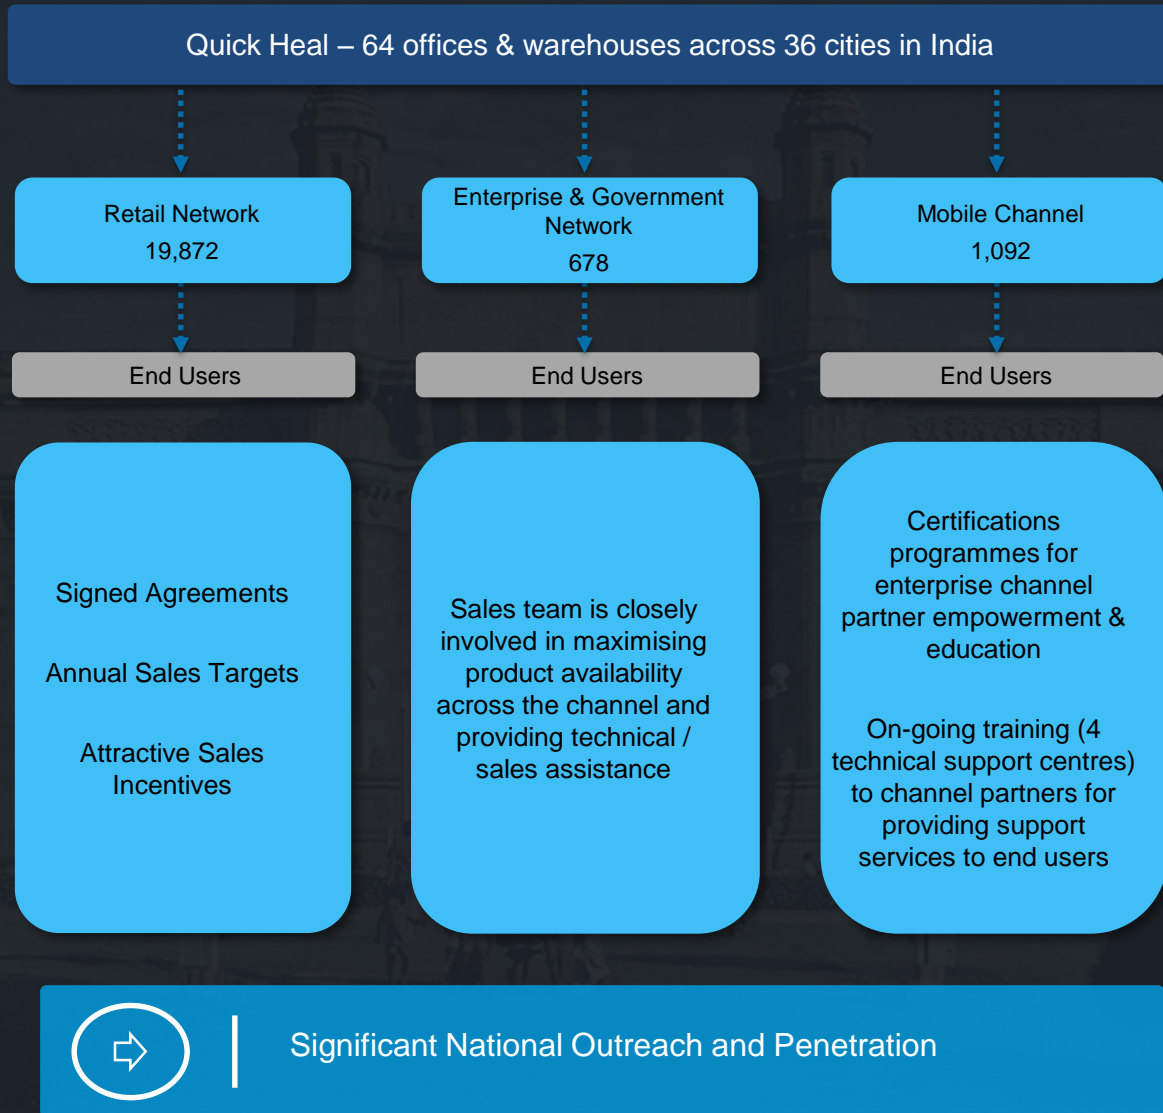 Quick Heal – 64 offices & warehouses across 36 cities in India
Retail Network
19,872
Enterprise & Government
Network
678
Mobile Channel
1,092
End Users
End Users
End Users
Signed Agreements
Annual Sales Targets
Attractive Sales
Incentives
Sales team is closely
involved in maximising
product availability
across the channel and
providing technical /
sales assistance
Certifications
programmes for
enterprise channel
partner empowerment &
education
On-going training (4
technical support centres)
to channel partners for
providing support
services to end users
Significant National Outreach and Penetration